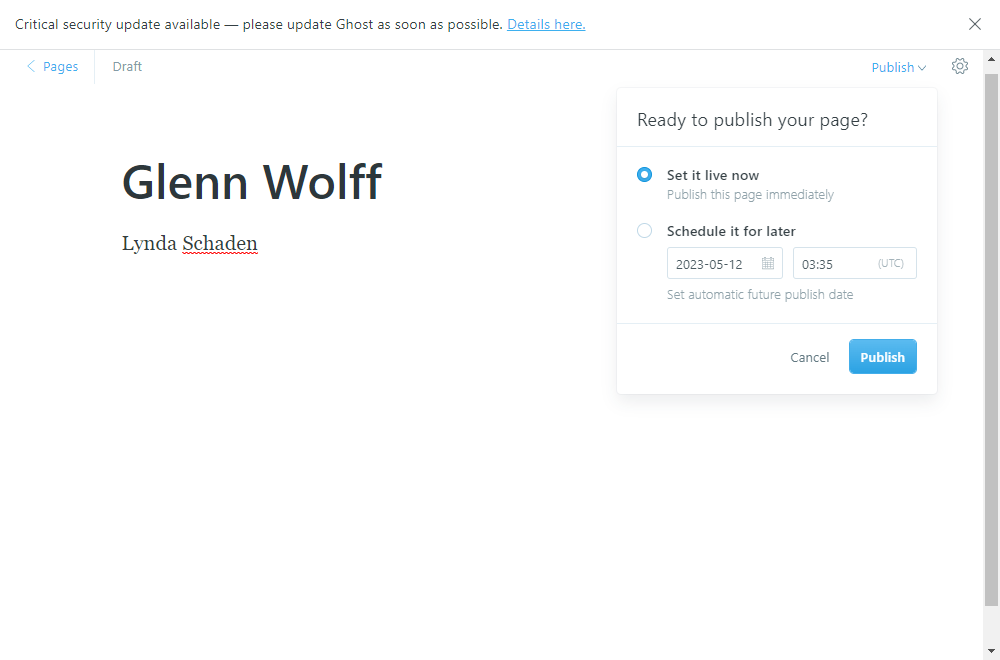 Critical security update available — please update Ghost as soon as possible. Details here.
Pages
Draft
Publish
Ready to publish your page?
Glenn Wolff
Set it live now
Publish this page immediately
Schedule it for later
Lynda Schaden
2023-05-12
03:35
(UTC)
Set automatic future publish date
Cancel
Publish